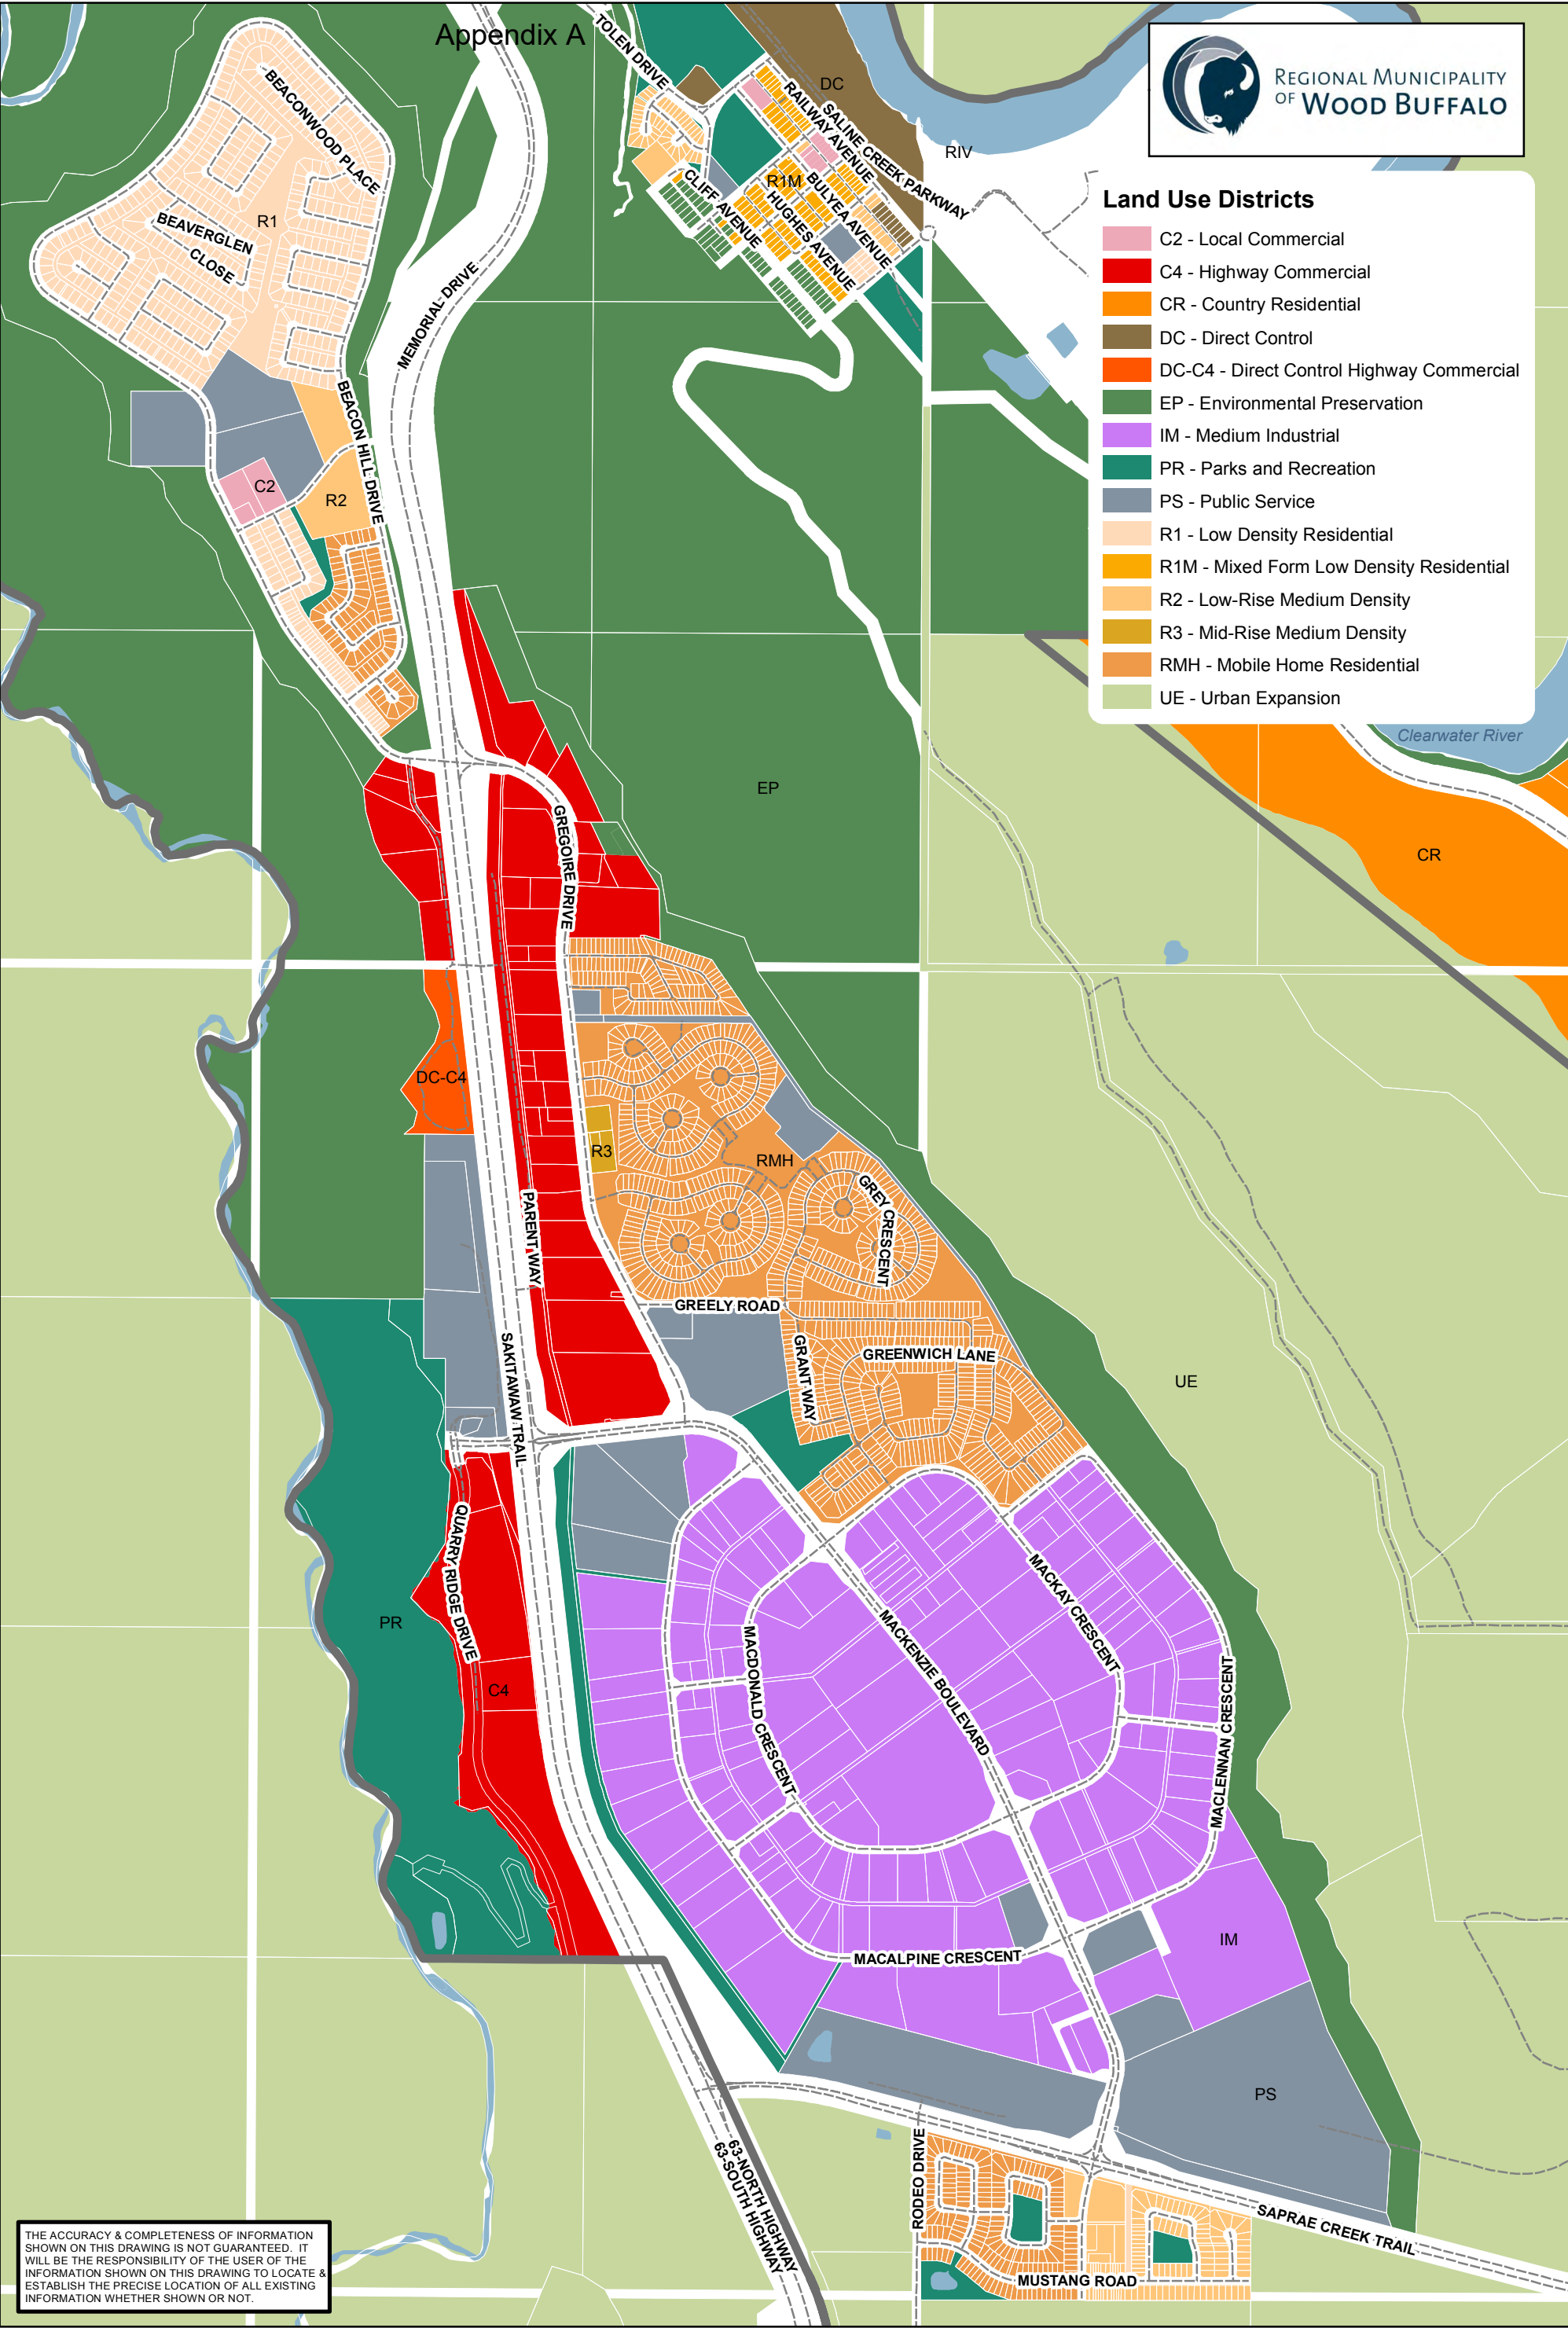 Appendix A
REGIONAL MUNICIPALITY
OF WOOD BUFFALO
Land Use Districts
C2 - Local Commercial
C4 - Highway Commercial
CR - Country Residential
DC - Direct Control
DC-C4 - Direct Control Highway Commercial
EP - Environmental Preservation
IM - Medium Industrial
PR - Parks and Recreation
PS - Public Service
R1 - Low Density Residential
R1M - Mixed Form Low Density Residential
R2 - Low-Rise Medium Density
R3 - Mid-Rise Medium Density
RMH - Mobile Home Residential
UE - Urban Expansion
TOLEN DRIVE
DC
RAILWAY AVENUE
SALINE CREEK PARKWAY
RIV
R1M
CLIFF AVENUE
HUGHES AVENUE
BULYEA AVENUE
BEACONWOOD PLACE
R1
BEAVERGLEN
CLOSE
MEMORIAL DRIVE
BEACON HILL DRIVE
C2
R2
Clearwater River
EP
GREGOIRE DRIVE
CR
DC-C4
R3
RMH
GREY CRESCENT
PARENT WAY
GREELY ROAD
GRANT WAY
GREENWICH LANE
SAKITAWAW TRAIL
UE
QUARRY RIDGE DRIVE
PR
C4
MACDONALD CRESCENT
MACKENZIE BOULEVARD
MACKAY CRESCENT
MACLENNAN CRESCENT
MACALPINE CRESCENT
IM
PS
63-NORTH HIGHWAY
63-SOUTH HIGHWAY
RODEO DRIVE
SAPRAE CREEK TRAIL
MUSTANG ROAD
THE ACCURACY & COMPLETENESS OF INFORMATION
SHOWN ON THIS DRAWING IS NOT GUARANTEED. IT
WILL BE THE RESPONSIBILITY OF THE USER OF THE
INFORMATION SHOWN ON THIS DRAWING TO LOCATE &
ESTABLISH THE PRECISE LOCATION OF ALL EXISTING
INFORMATION WHETHER SHOWN OR NOT.